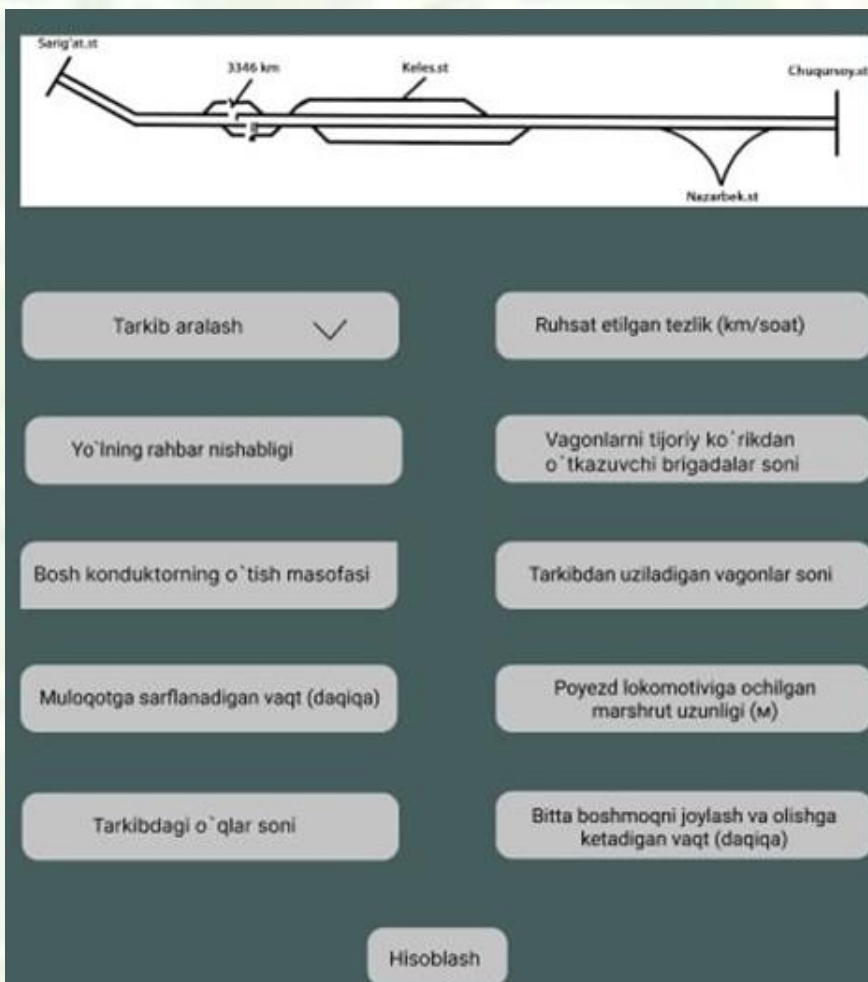 Sarig'at.st
3346 km
Keles.st
Chuqursoy.st
Nazarbek.st
Tarkib aralash
Ruhsat etilgan tezlik (km/soat)
Yo`lning rahbar nishabligi
Vagonlarni tijoriy ko`rikdan
o`tkazuvchi brigadalar soni
Bosh konduktorning o`tish masofasi
Tarkibdan uziladigan vagonlar soni
Muloqotga sarflanadigan vaqt (daqiqa)
Poyezd lokomotiviga ochilgan
marshrut uzunligi (м)
Tarkibdagi o`qlar soni
Bitta boshmoqni joylash va olishga
ketadigan vaqt (daqiqa)
Hisoblash